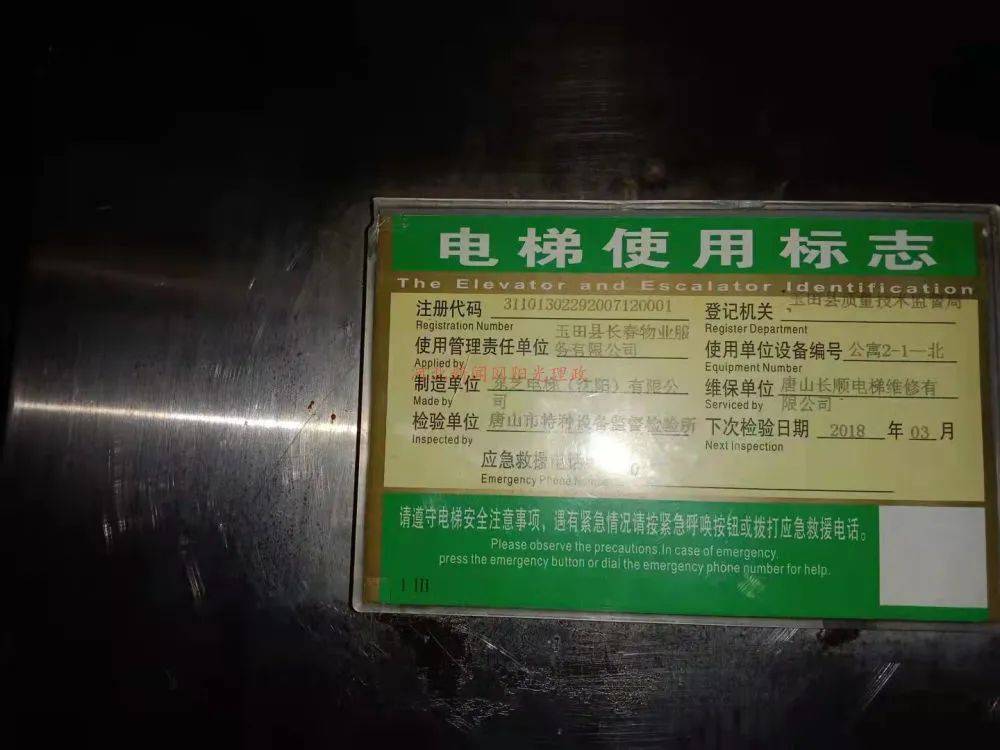 电梯使用标志
The Elevator and Escalator Identification
注册代码 31101302292007120001
Registration Number
登记机关 玉田县质量技术监督局
Register Department
使用管理责任单位 玉田县长春物业服务有限公司
Applied by
使用单位设备编号 公寓2-1-北
Equipment Number
制造单位 东芝电梯(沈阳)有限公司
Made by
维保单位 唐山长顺电梯维修有限公司
Serviced by
检验单位 唐山市特种设备监督检验所
Inspected by
下次检验日期 2018 年 03 月
Next Inspection
应急救援电话
Emergency Phone Number
请遵守电梯安全注意事项、遇有紧急情况请按紧急呼唤按钮或拨打应急救援电话。
Please observe the precautions.In case of emergency,
press the emergency button or dial the emergency phone number for help.
阳光理政